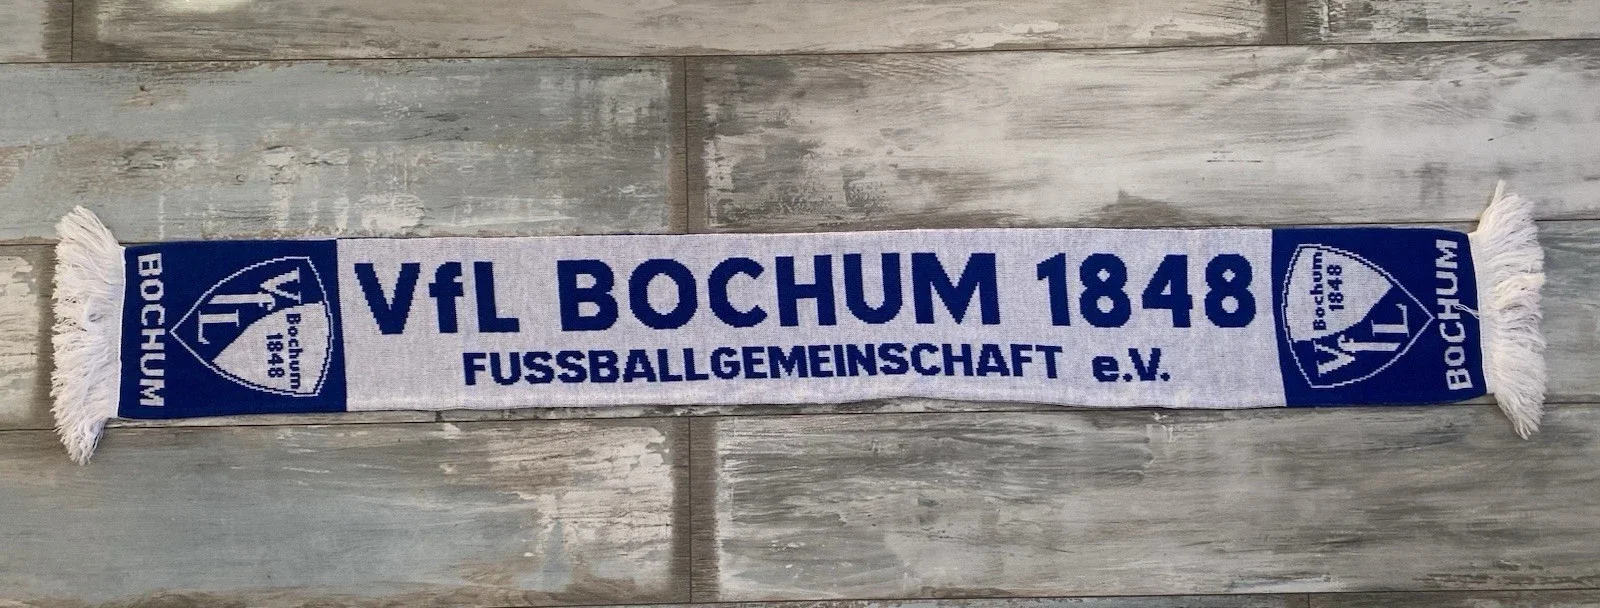 BOCHUM
VfL
Bochum
1848
VfL BOCHUM 1848
FUSSBALLGEMEINSCHAFT e.V.
VfL
Bochum
1848
BOCHUM